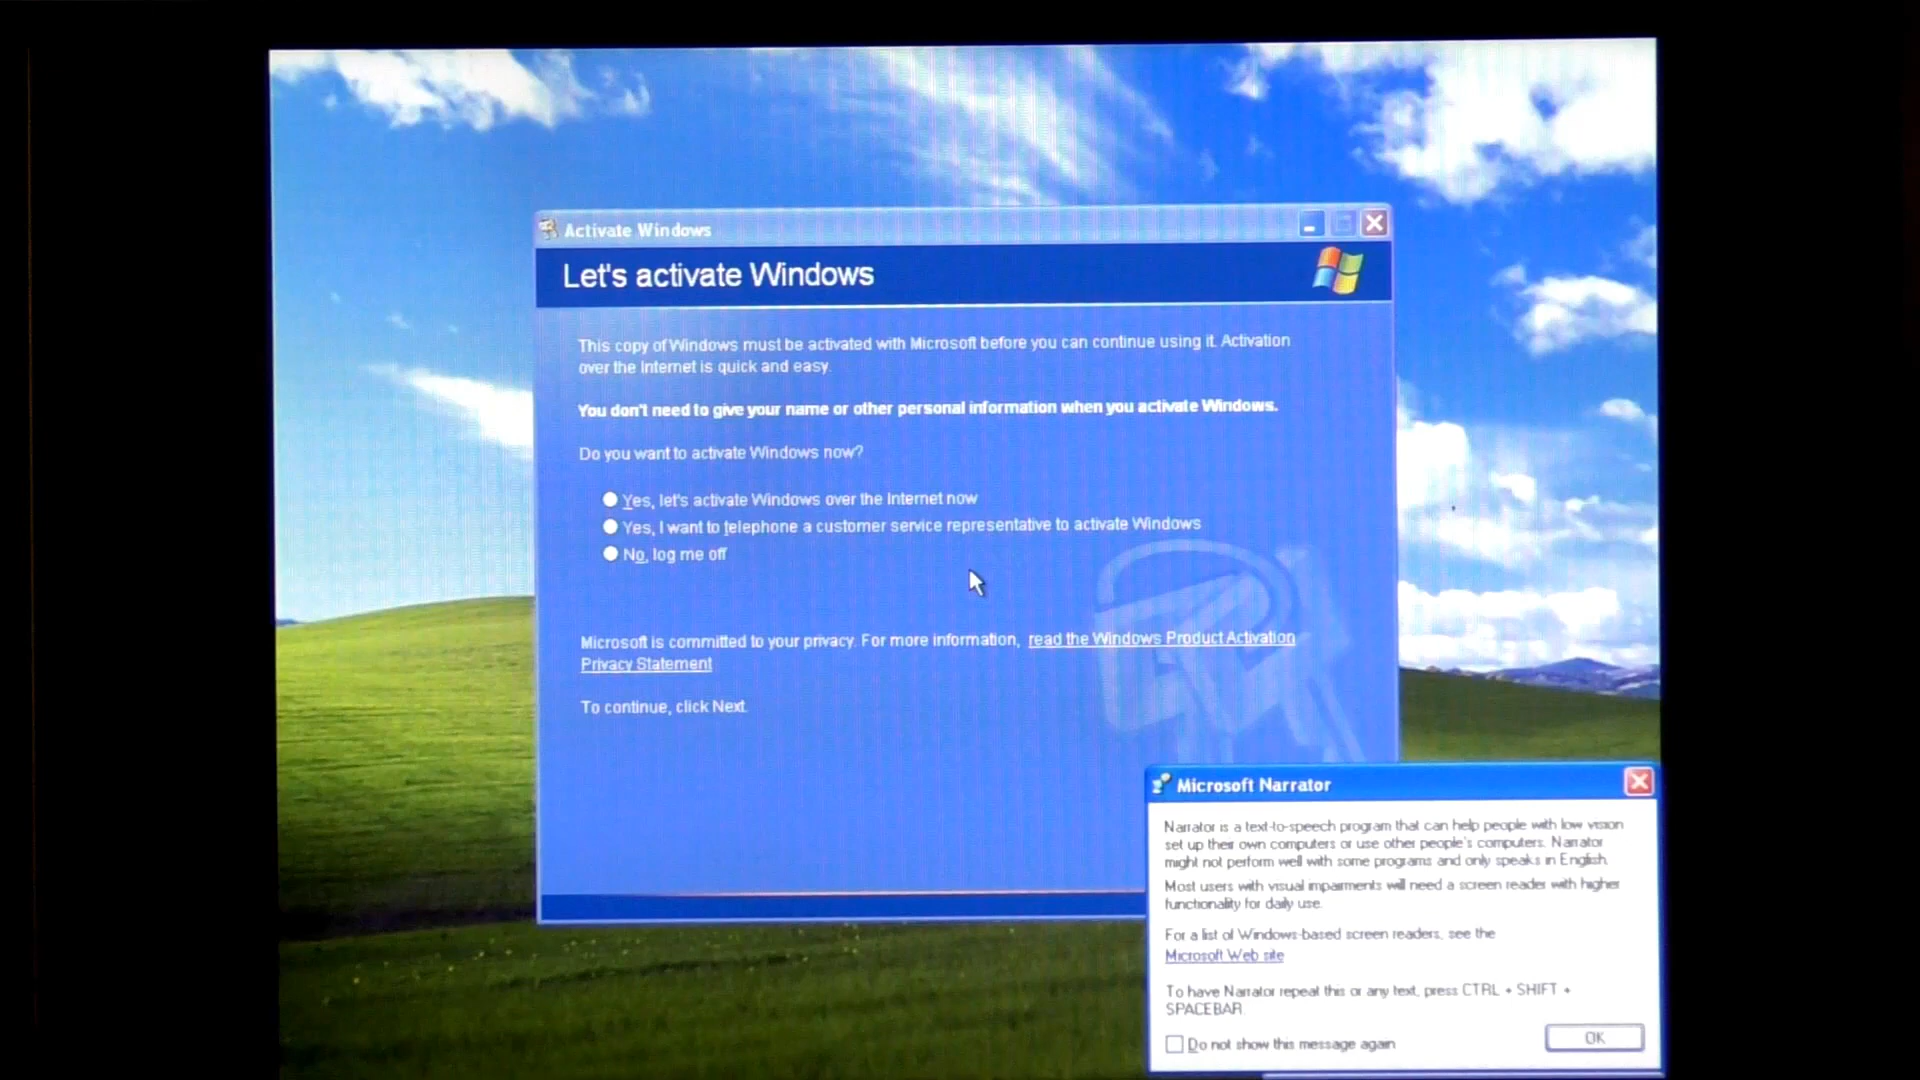 Activate Windows
Let's activate Windows
This copy of Windows must be activated with Microsoft before you can continue using it. Activation
over the Internet is quick and easy.
You don't need to give your name or other personal information when you activate Windows.
Do you want to activate Windows now?
Yes, let's activate Windows over the Internet now
Yes, I want to telephone a customer service representative to activate Windows
No, log me off
Microsoft is committed to your privacy. For more information, read the Windows Product Activation
Privacy Statement
To continue, click Next.
Microsoft Narrator
Narrator is a text-to-speech program that can help people with low vision
set up their own computers or use other people's computers. Narrator
might not perform well with some programs and only speaks in English.
Most users with visual impairments will need a screen reader with higher
functionality for daily use.
For a list of Windows-based screen readers, see the
Microsoft Web site
To have Narrator repeat this or any text, press CTRL + SHIFT +
SPACEBAR.
Do not show this message again
OK